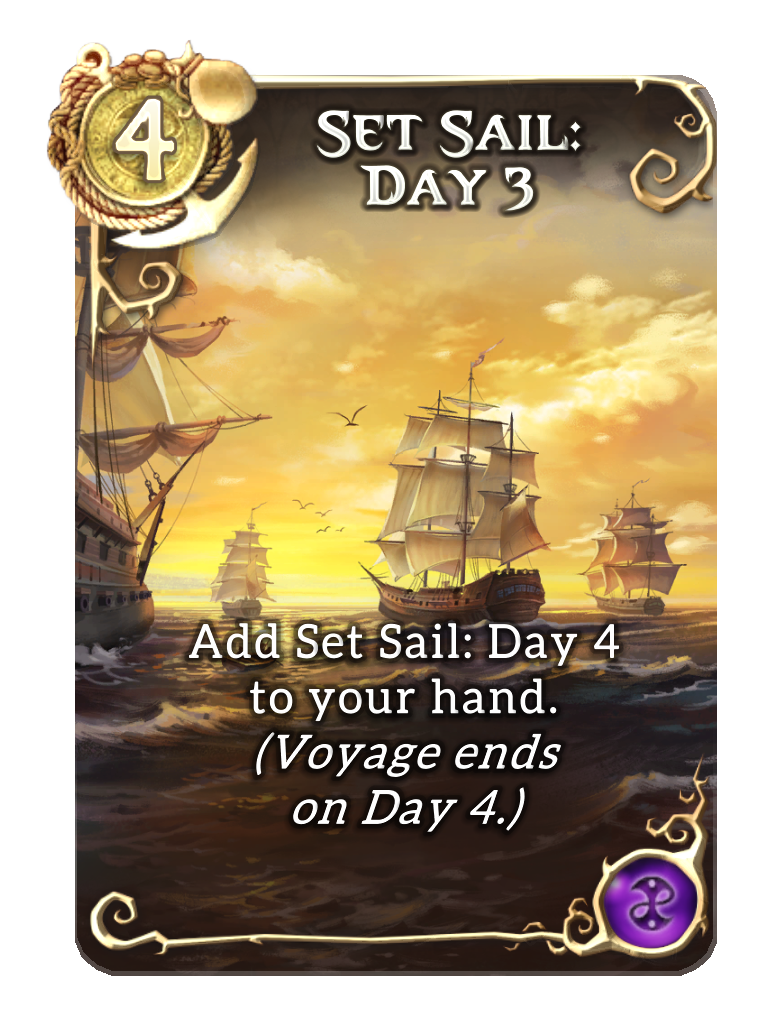 4
Set Sail:
Day 3
Add Set Sail: Day 4
to your hand.
(Voyage ends
on Day 4.)